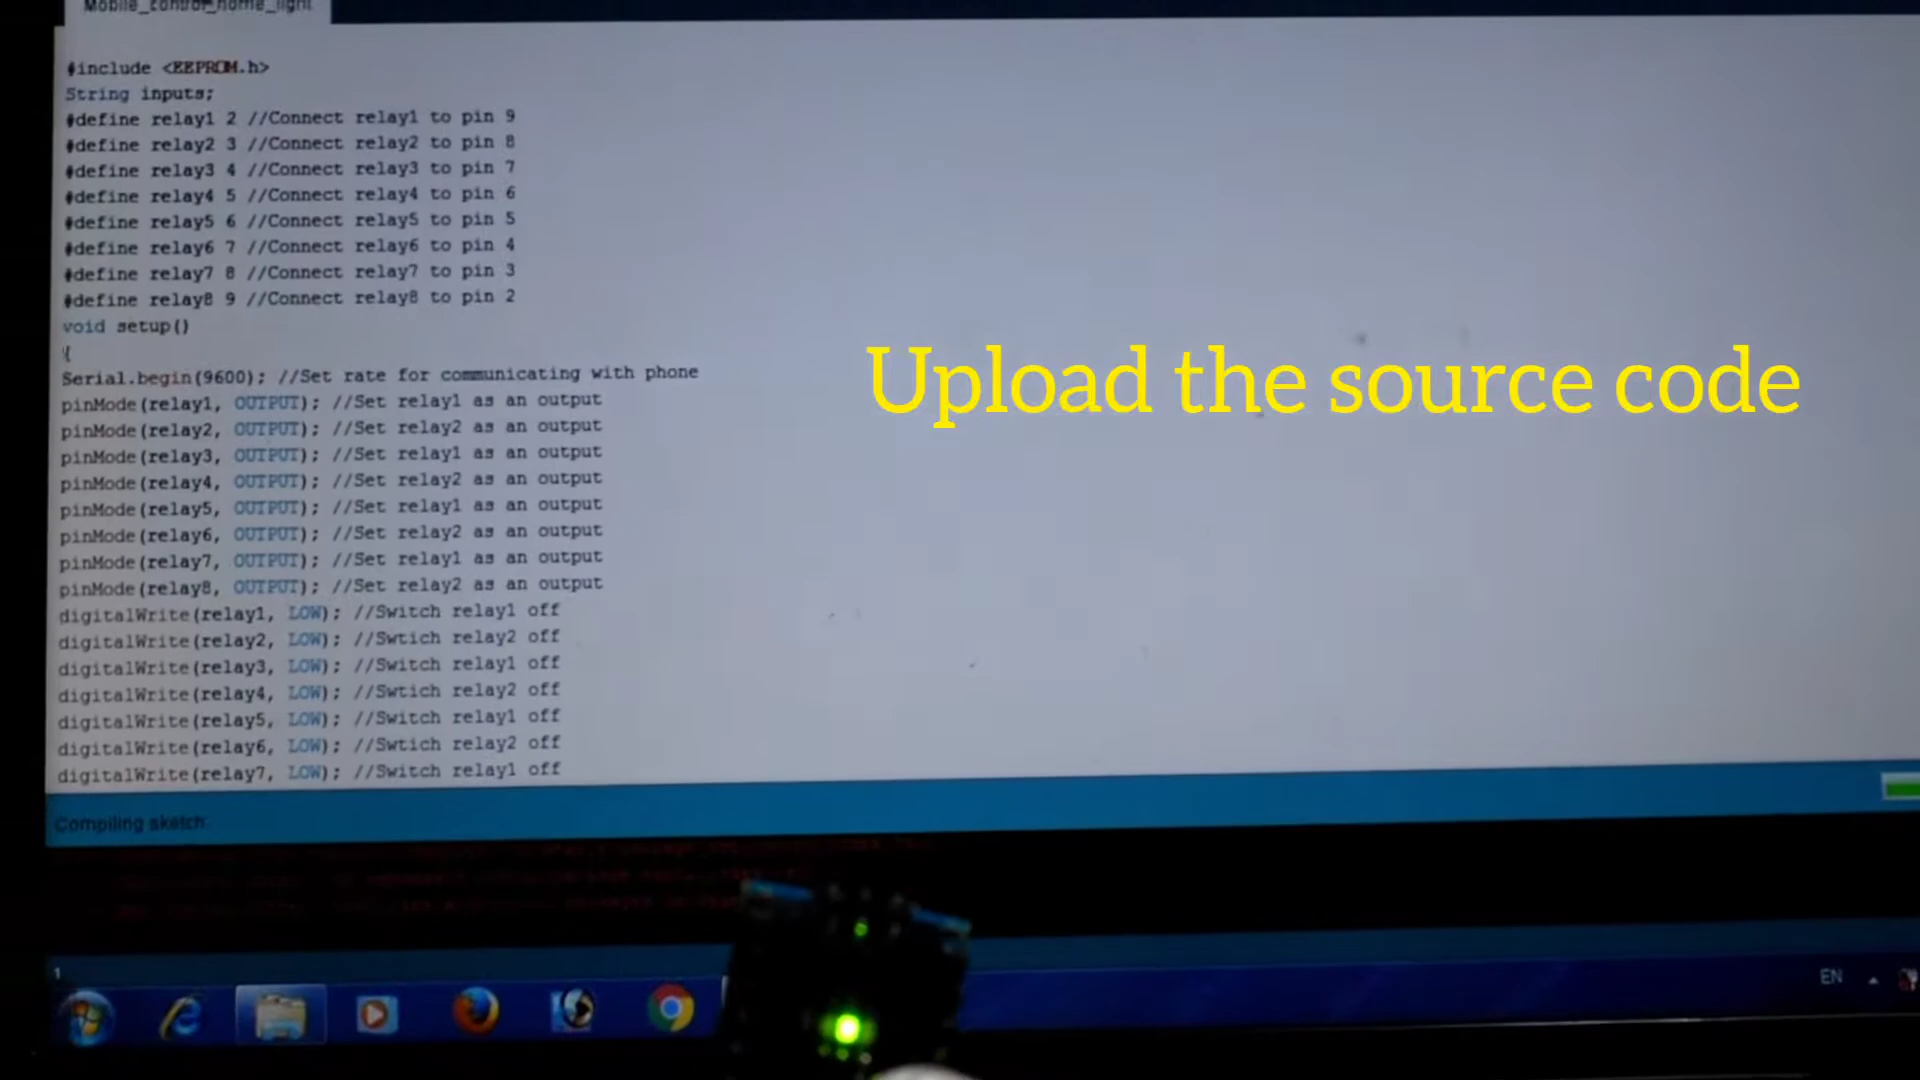 Mobile_control_home_light
#include <EEPROM.h>
String inputs;
#define relay1 2 //Connect relay1 to pin 9
#define relay2 3 //Connect relay2 to pin 8
#define relay3 4 //Connect relay3 to pin 7
#define relay4 5 //Connect relay4 to pin 6
#define relay5 6 //Connect relay5 to pin 5
#define relay6 7 //Connect relay6 to pin 4
#define relay7 8 //Connect relay7 to pin 3
#define relay8 9 //Connect relay8 to pin 2
void setup()
{
Serial.begin(9600); //Set rate for communicating with phone
pinMode(relay1, OUTPUT); //Set relay1 as an output
pinMode(relay2, OUTPUT); //Set relay2 as an output
pinMode(relay3, OUTPUT); //Set relay1 as an output
pinMode(relay4, OUTPUT); //Set relay2 as an output
pinMode(relay5, OUTPUT); //Set relay1 as an output
pinMode(relay6, OUTPUT); //Set relay2 as an output
pinMode(relay7, OUTPUT); //Set relay1 as an output
pinMode(relay8, OUTPUT); //Set relay2 as an output
digitalWrite(relay1, LOW); //Switch relay1 off
digitalWrite(relay2, LOW); //Swtich relay2 off
digitalWrite(relay3, LOW); //Switch relay1 off
digitalWrite(relay4, LOW); //Swtich relay2 off
digitalWrite(relay5, LOW); //Switch relay1 off
digitalWrite(relay6, LOW); //Swtich relay2 off
digitalWrite(relay7, LOW); //Switch relay1 off
Upload the source code
Compiling sketch.
1
EN